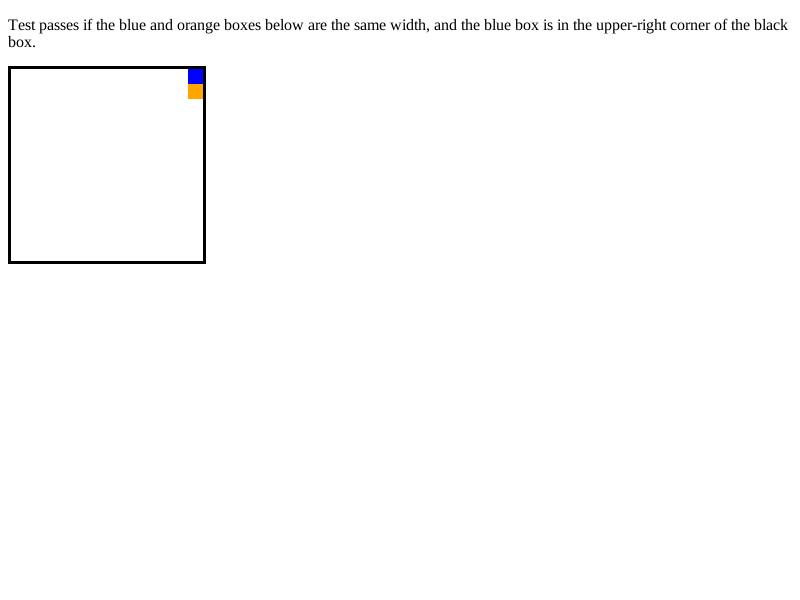 Test passes if the blue and orange boxes below are the same width, and the blue box is in the upper-right corner of the black
box.